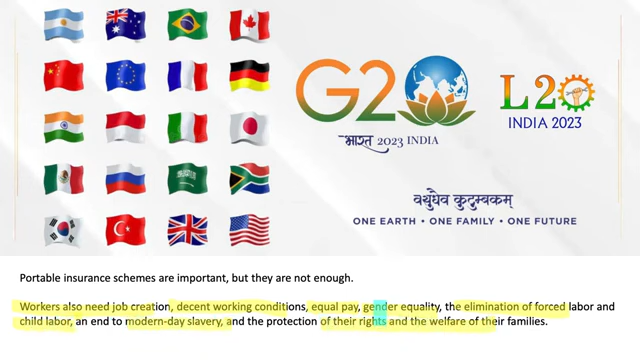 G20
भारत 2023 INDIA
L20
INDIA 2023
वसुधैव कुटुम्बकम्
ONE EARTH • ONE FAMILY • ONE FUTURE
Portable insurance schemes are important, but they are not enough.
Workers also need job creation, decent working conditions, equal pay, gender equality, the elimination of forced labor and
child labor, an end to modern-day slavery, and the protection of their rights and the welfare of their families.